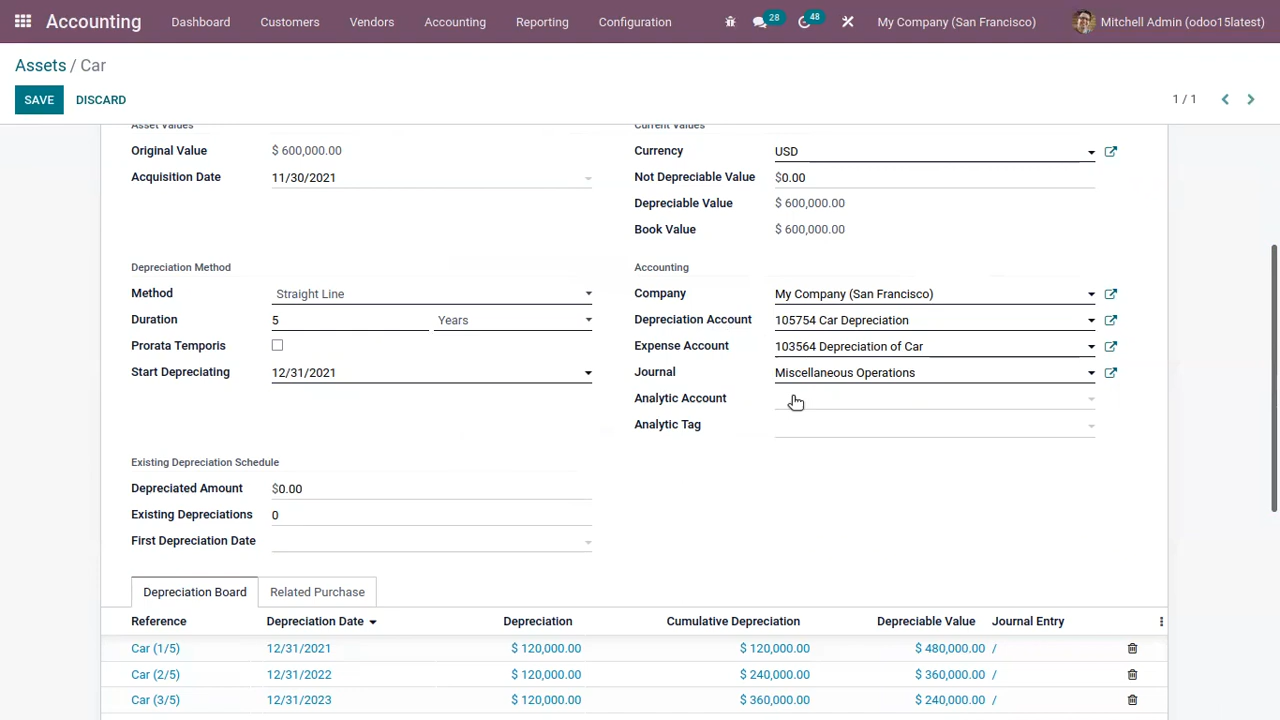 Accounting Dashboard Customers Vendors Accounting Reporting Configuration 28 48 My Company (San Francisco) Mitchell Admin (odoo15latest)
Assets / Car
SAVE DISCARD 1 / 1
Asset Values Current Values
Original Value $ 600,000.00 Currency USD
Acquisition Date 11/30/2021 Not Depreciable Value $0.00
Depreciable Value $ 600,000.00
Book Value $ 600,000.00
Depreciation Method Accounting
Method Straight Line Company My Company (San Francisco)
Duration 5 Years Depreciation Account 105754 Car Depreciation
Prorata Temporis Expense Account 103564 Depreciation of Car
Start Depreciating 12/31/2021 Journal Miscellaneous Operations
Analytic Account
Analytic Tag
Existing Depreciation Schedule
Depreciated Amount $0.00
Existing Depreciations 0
First Depreciation Date
Depreciation Board Related Purchase
Reference Depreciation Date Depreciation Cumulative Depreciation Depreciable Value Journal Entry
Car (1/5) 12/31/2021 $ 120,000.00 $ 120,000.00 $ 480,000.00 /
Car (2/5) 12/31/2022 $ 120,000.00 $ 240,000.00 $ 360,000.00 /
Car (3/5) 12/31/2023 $ 120,000.00 $ 360,000.00 $ 240,000.00 /